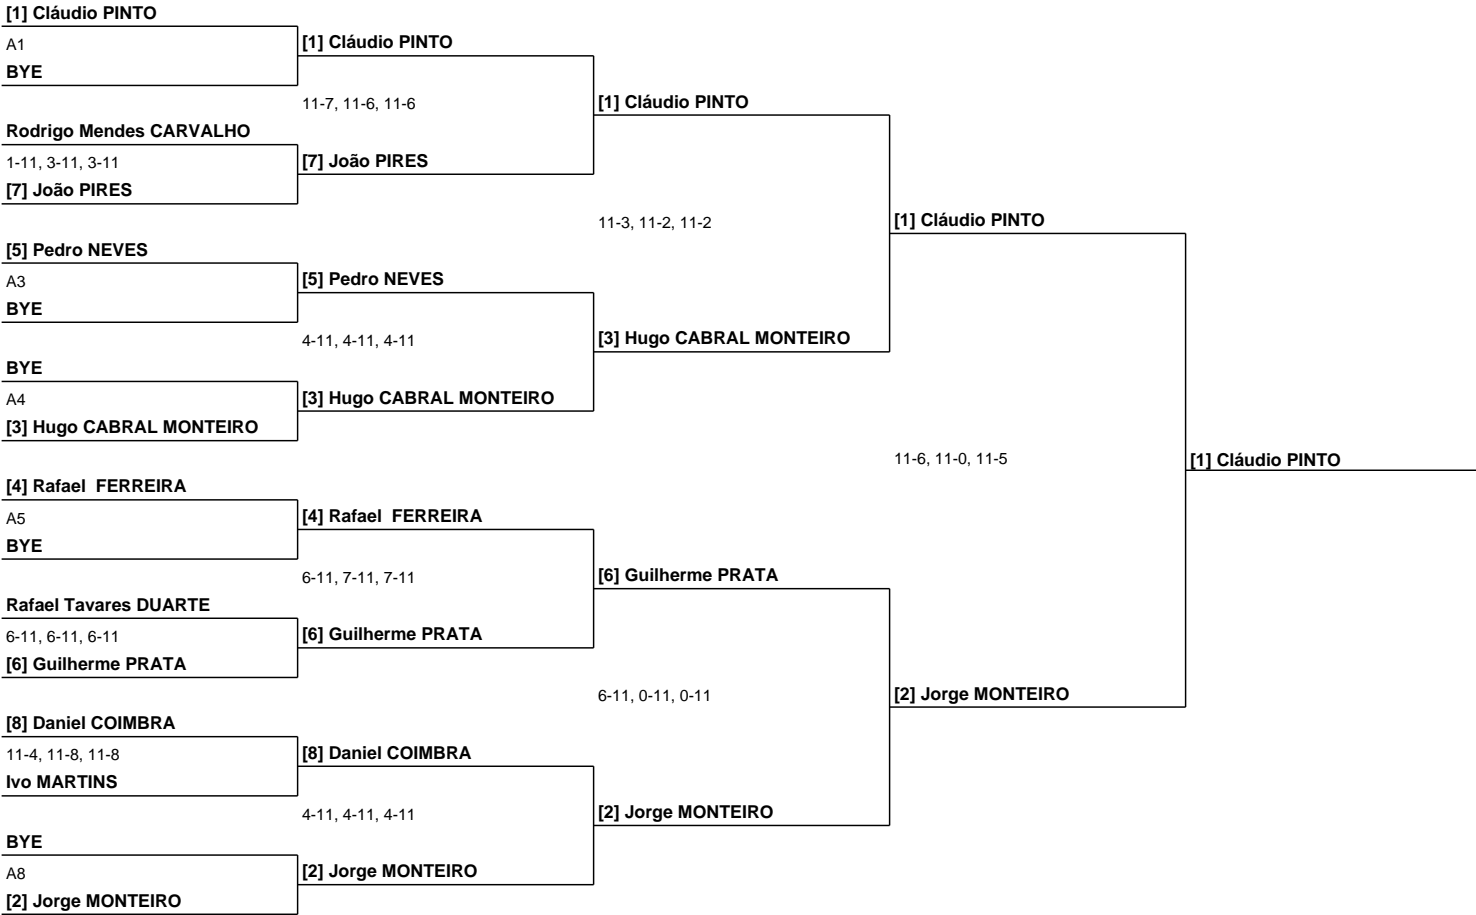 [1] Cláudio PINTO
A1
BYE
Rodrigo Mendes CARVALHO
1-11, 3-11, 3-11
[7] João PIRES
[5] Pedro NEVES
A3
BYE
BYE
A4
[3] Hugo CABRAL MONTEIRO
[4] Rafael  FERREIRA
A5
BYE
Rafael Tavares DUARTE
6-11, 6-11, 6-11
[6] Guilherme PRATA
[8] Daniel COIMBRA
11-4, 11-8, 11-8
Ivo MARTINS
BYE
A8
[2] Jorge MONTEIRO
[1] Cláudio PINTO
11-7, 11-6, 11-6
[7] João PIRES
[5] Pedro NEVES
4-11, 4-11, 4-11
[3] Hugo CABRAL MONTEIRO
[4] Rafael  FERREIRA
6-11, 7-11, 7-11
[6] Guilherme PRATA
[8] Daniel COIMBRA
4-11, 4-11, 4-11
[2] Jorge MONTEIRO
[1] Cláudio PINTO
11-3, 11-2, 11-2
[3] Hugo CABRAL MONTEIRO
[6] Guilherme PRATA
6-11, 0-11, 0-11
[2] Jorge MONTEIRO
[1] Cláudio PINTO
11-6, 11-0, 11-5
[2] Jorge MONTEIRO
[1] Cláudio PINTO